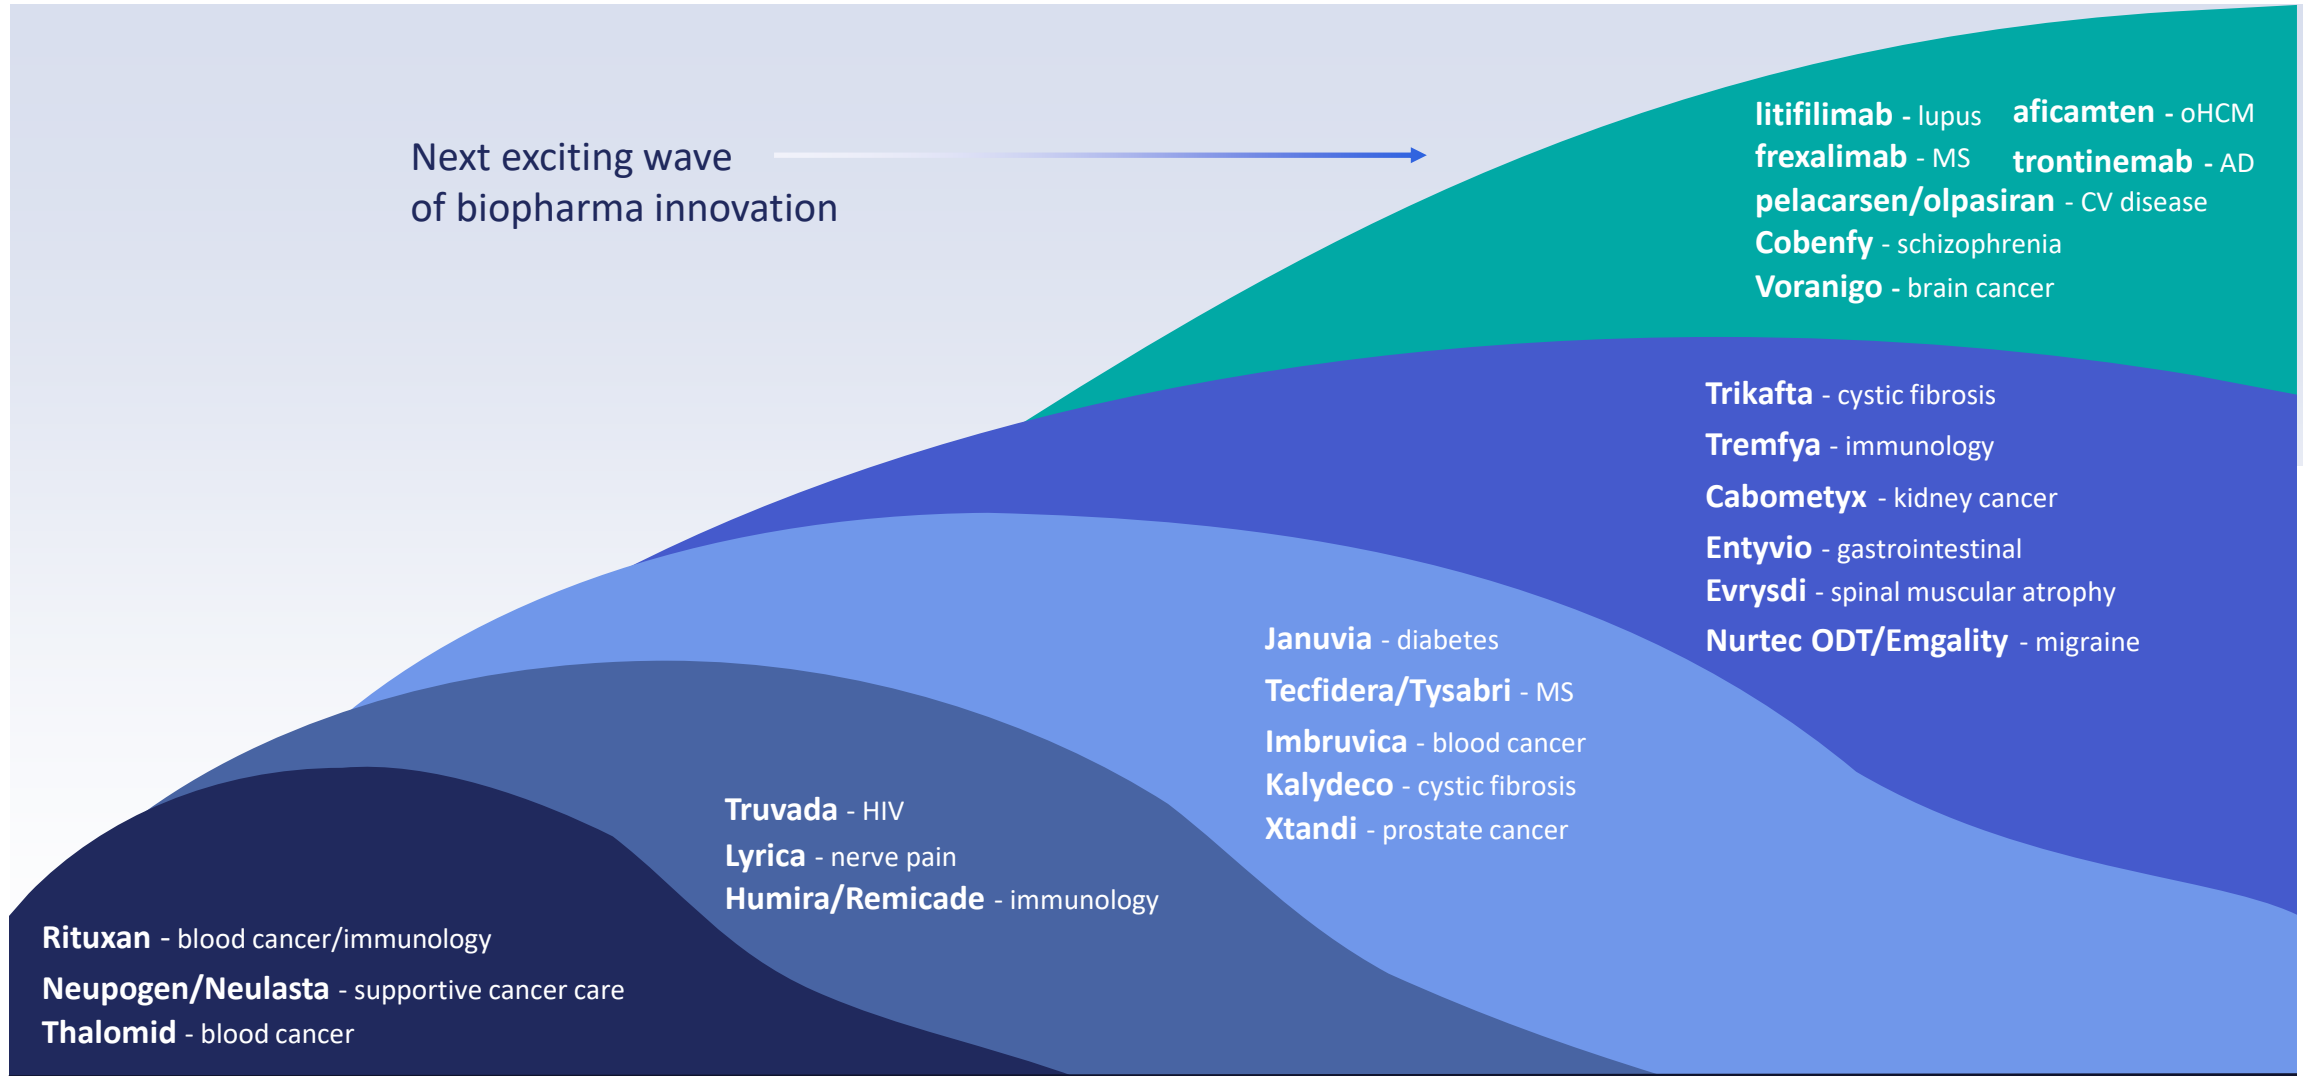 Next exciting wave
of biopharma innovation
litifilimab - lupus
aficamten - oHCM
frexalimab - MS
trontinemab - AD
pelacarsen/olpasiran - CV disease
Cobenfy - schizophrenia
Voranigo - brain cancer
Trikafta - cystic fibrosis
Tremfya - immunology
Cabometyx - kidney cancer
Entyvio - gastrointestinal
Evrysdi - spinal muscular atrophy
Nurtec ODT/Emgality - migraine
Januvia - diabetes
Tecfidera/Tysabri - MS
Imbruvica - blood cancer
Kalydeco - cystic fibrosis
Xtandi - prostate cancer
Truvada - HIV
Lyrica - nerve pain
Humira/Remicade - immunology
Rituxan - blood cancer/immunology
Neupogen/Neulasta - supportive cancer care
Thalomid - blood cancer